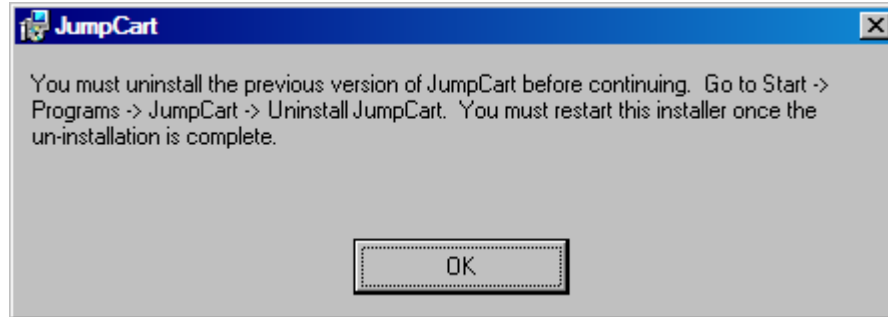 JumpCart
You must uninstall the previous version of JumpCart before continuing.  Go to Start ->
Programs -> JumpCart -> Uninstall JumpCart.  You must restart this installer once the
un-installation is complete.
OK